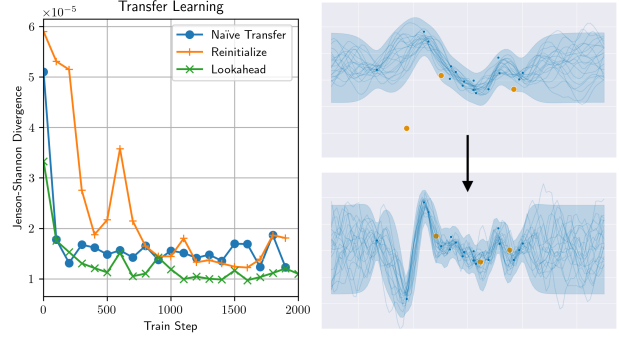 Transfer Learning
×10⁻⁵
Naïve Transfer
Reinitialize
Lookahead
Jenson-Shannon Divergence
6
5
4
3
2
1
0
500
1000
1500
2000
Train Step